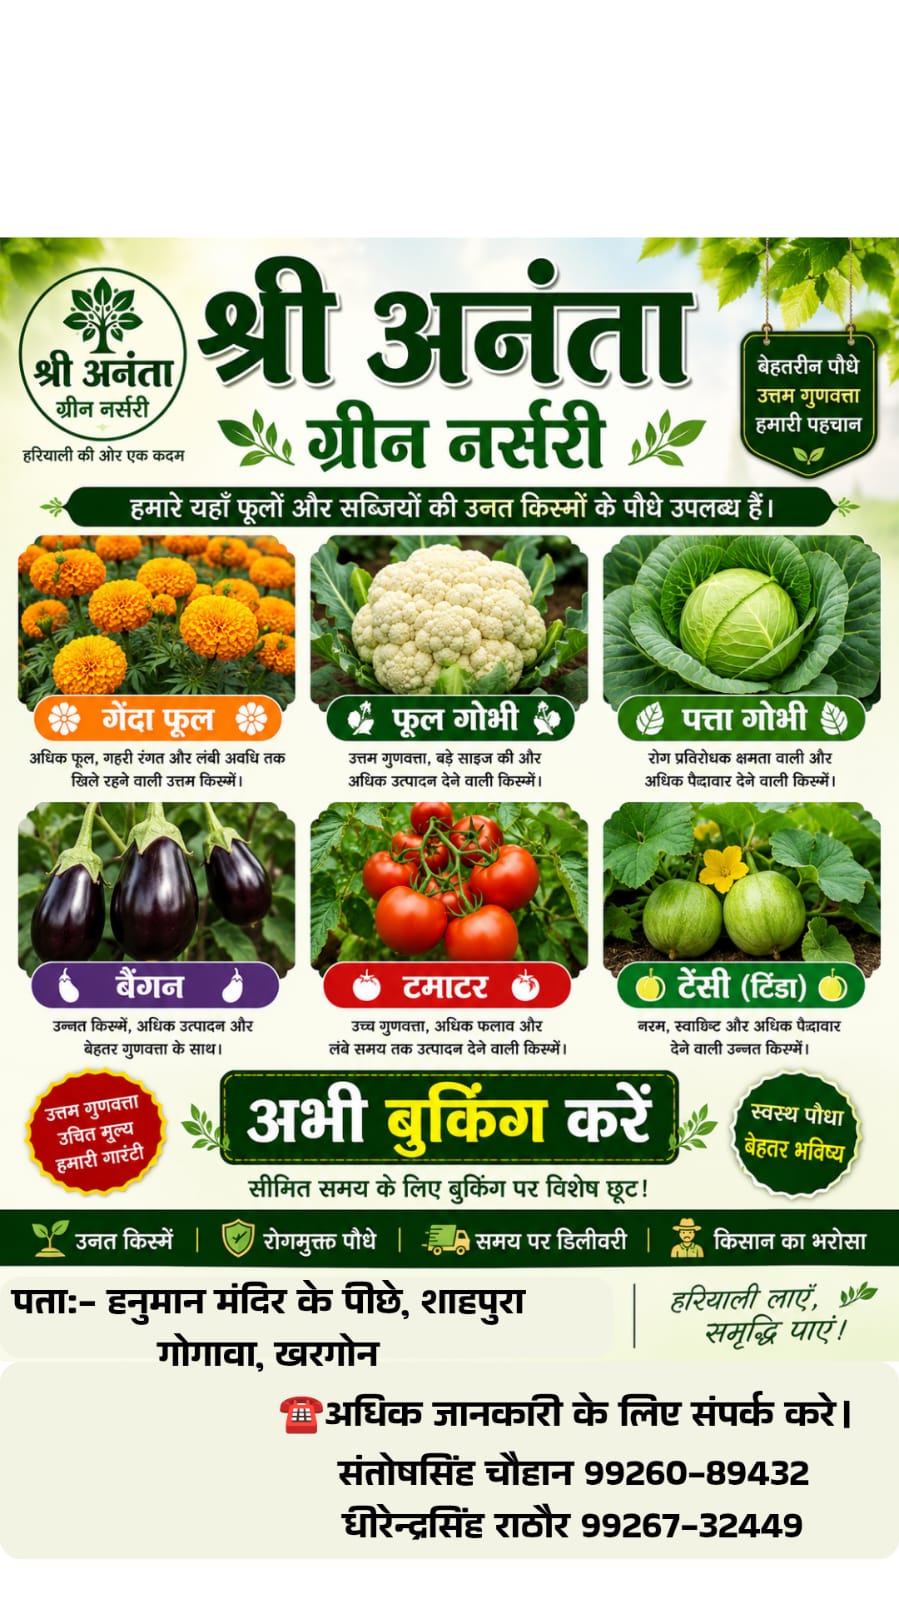 श्री अनंता
ग्रीन नर्सरी
हरियाली की ओर एक कदम
श्री अनंता
ग्रीन नर्सरी
बेहतरीन पौधे
उत्तम गुणवत्ता
हमारी पहचान
हमारे यहाँ फूलों और सब्जियों की उनत किस्मों के पौधे उपलब्ध हैं।
गेंदा फूल
अधिक फूल, गहरी रंगत और लंबी अवधि तक
खिले रहने वाली उत्तम किस्में।
फूल गोभी
उत्तम गुणवत्ता, बड़े साइज की और
अधिक उत्पादन देने वाली किस्में।
पत्ता गोभी
रोग प्रविरोधक क्षमता वाली और
अधिक पैदावार देने वाली किस्में।
बैंगन
उन्नत किस्में, अधिक उत्पादन और
बेहतर गुणवत्ता के साथ।
टमाटर
उच्च गुणवत्ता, अधिक फलाव और
लंबे समय तक उत्पादन देने वाली किस्में।
टेंसी (टिंडा)
नरम, और अधिक पैदावार
देने वाली उन्नत किस्में।
उत्तम गुणवत्ता
उचित मूल्य
हमारी गारंटी
अभी बुकिंग करें
सीमित समय के लिए बुकिंग पर विशेष छूट!
स्वस्थ पौधा
बेहतर भविष्य
उनत किस्में
रोगमुक्त पौधे
समय पर डिलीवरी
किसान का भरोसा
पता:- हनुमान मंदिर के पीछे, शाहपुरा
गोगावा, खरगोन
हरियाली लाएँ,
समृद्धि पाएं!
अधिक जानकारी के लिए संपर्क करे।
संतोषसिंह चौहान 99260-89432
धीरेन्द्रसिंह राठौर 99267-32449